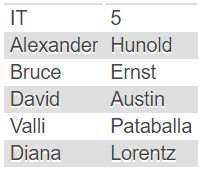 IT 5
Alexander Hunold
Bruce Ernst
David Austin
Valli Pataballa
Diana Lorentz